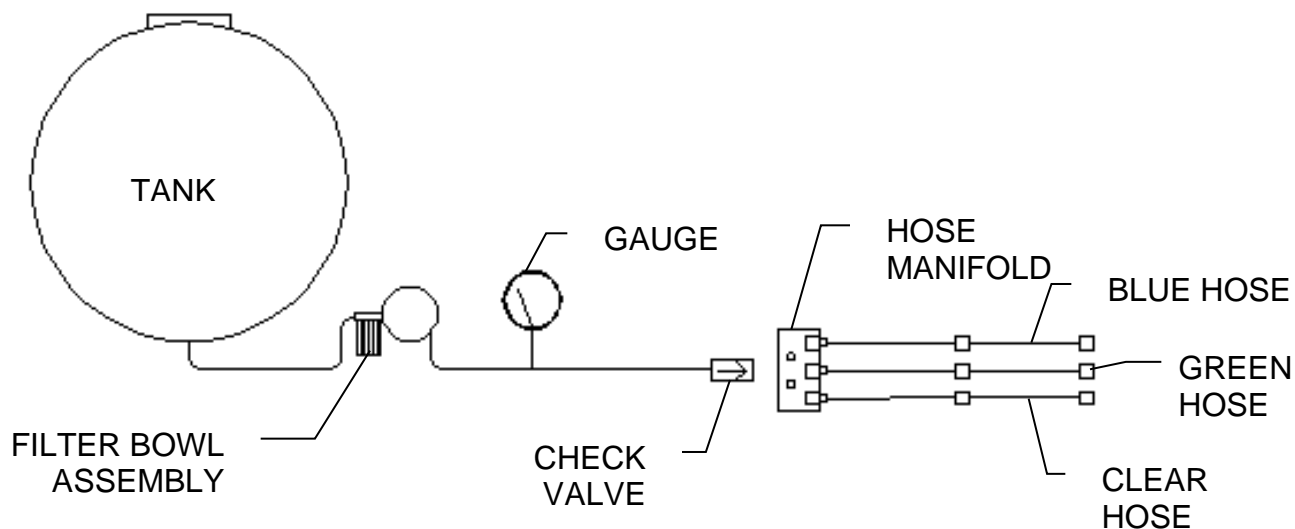 TANK
GAUGE
HOSE
MANIFOLD
BLUE HOSE
GREEN
HOSE
FILTER BOWL
ASSEMBLY
CHECK
VALVE
CLEAR
HOSE